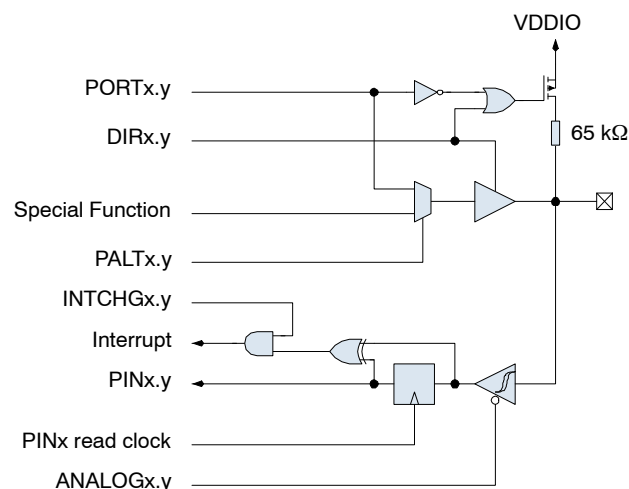 VDDIO
PORTx.y
65 kΩ
DIRx.y
Special Function
PALTx.y
INTCHGx.y
Interrupt
PINx.y
PINx read clock
ANALOGx.y